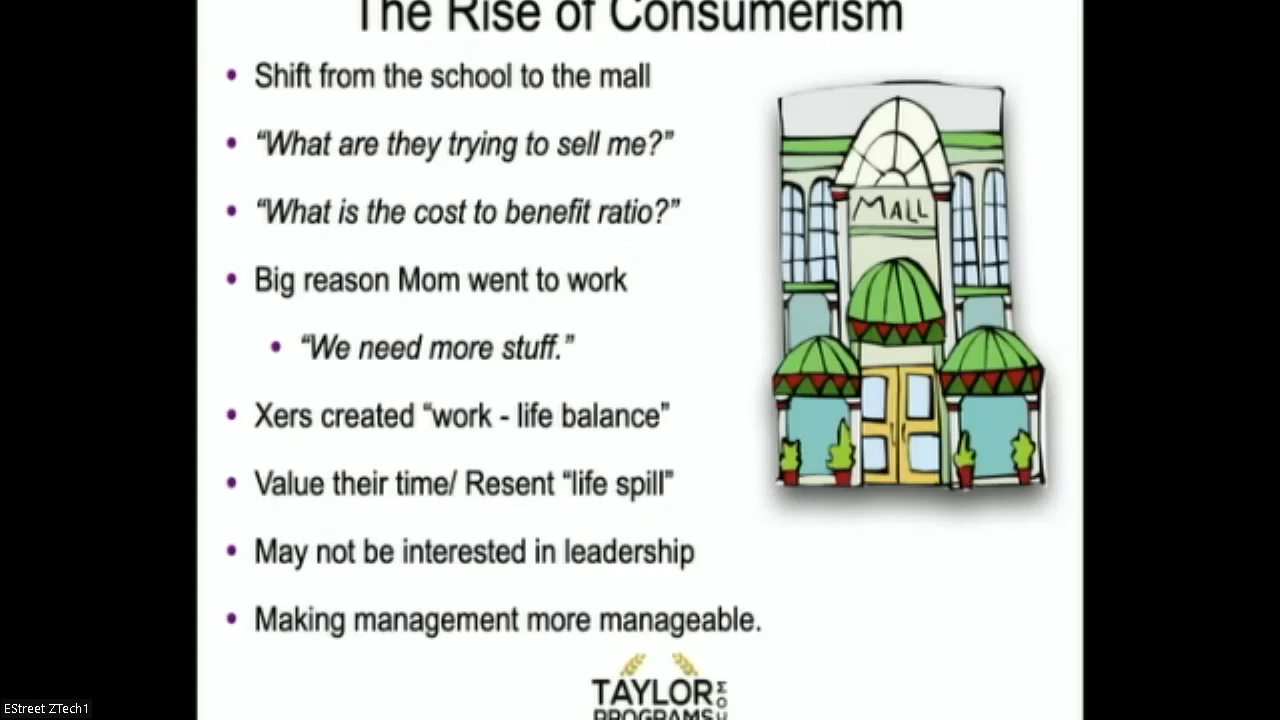 The Rise of Consumerism
• Shift from the school to the mall
• “What are they trying to sell me?”
• “What is the cost to benefit ratio?”
• Big reason Mom went to work
• “We need more stuff.”
• Xers created “work - life balance”
• Value their time/ Resent “life spill”
• May not be interested in leadership
• Making management more manageable.
MALL
TAYLOR
PROGRAMS
EStreet ZTech1